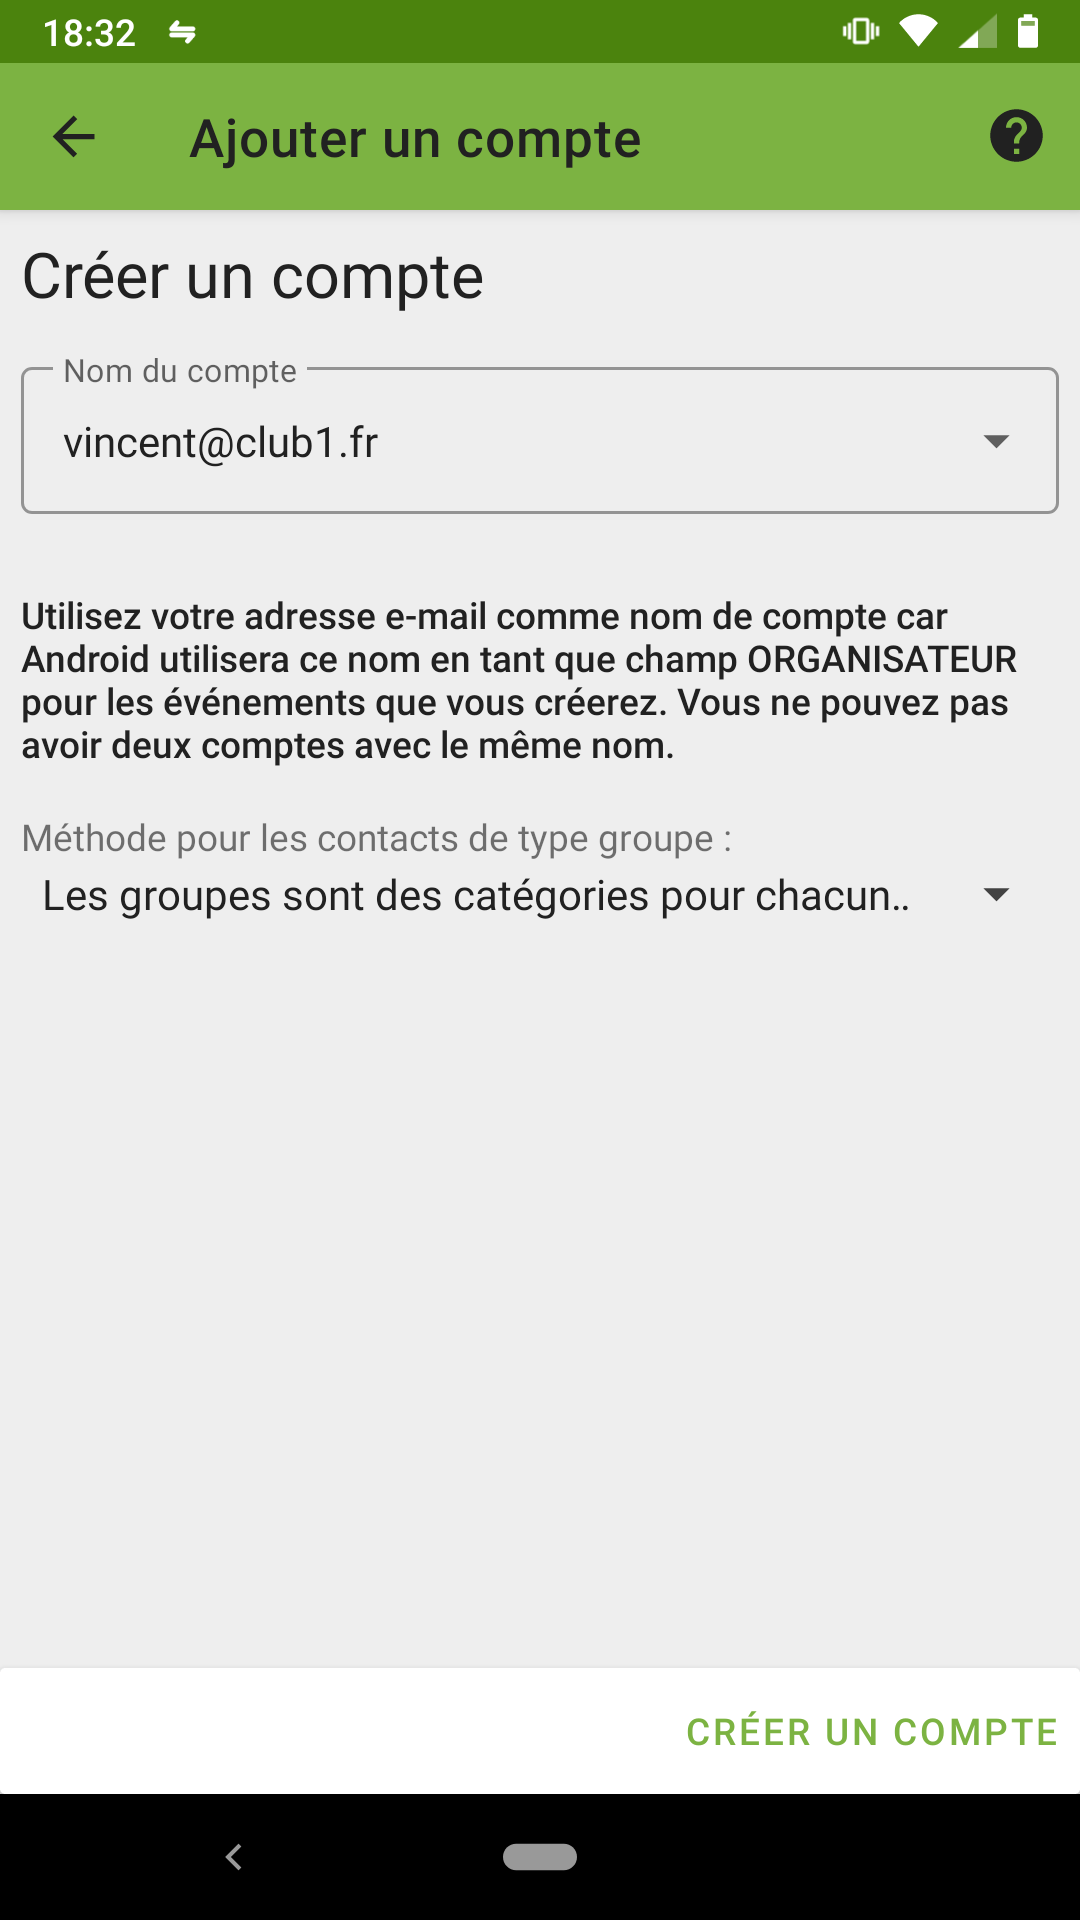 18:32
Ajouter un compte
Créer un compte
Nom du compte
vincent@club1.fr
Utilisez votre adresse e-mail comme nom de compte car
Android utilisera ce nom en tant que champ ORGANISATEUR
pour les événements que vous créerez. Vous ne pouvez pas
avoir deux comptes avec le même nom.
Méthode pour les contacts de type groupe :
Les groupes sont des catégories pour chacun..
CRÉER UN COMPTE